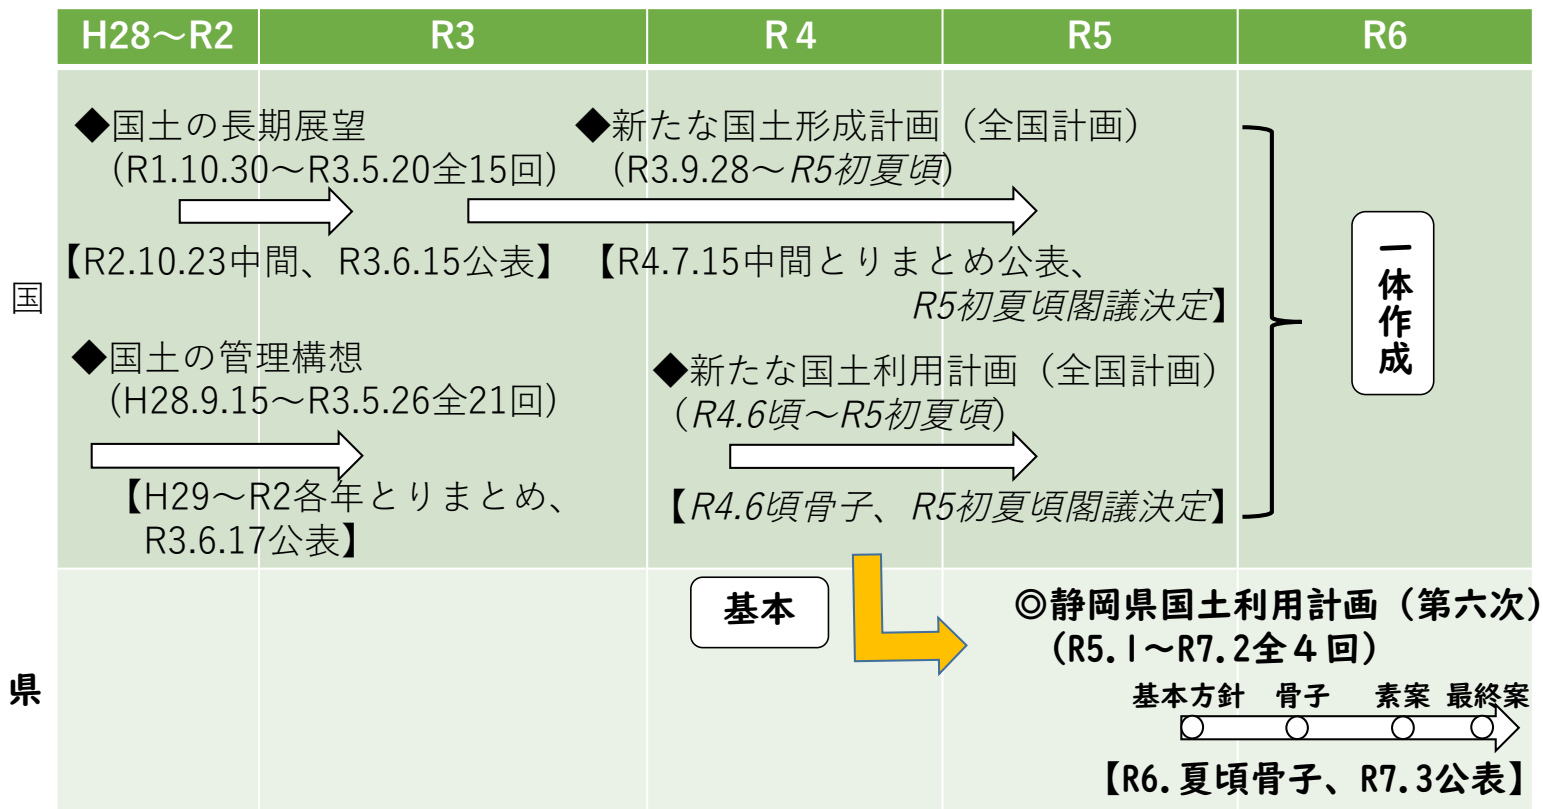 H28～R2 R3 R４ R5 R6
国
◆国土の長期展望
(R1.10.30～R3.5.20全15回)
【R2.10.23中間、R3.6.15公表】
◆新たな国土形成計画（全国計画）
(R3.9.28～R5初夏頃)
【R4.7.15中間とりまとめ公表、
R5初夏頃閣議決定】
◆国土の管理構想
(H28.9.15～R3.5.26全21回)
【H29～R2各年とりまとめ、
R3.6.17公表】
◆新たな国土利用計画（全国計画）
（R4.6頃～R5初夏頃）
【R4.6頃骨子、R5初夏頃閣議決定】
一体作成
県
基本
◎静岡県国土利用計画（第六次）
(R5.1～R7.2全４回)
基本方針 骨子 素案 最終案
【R6.夏頃骨子、R7.3公表】